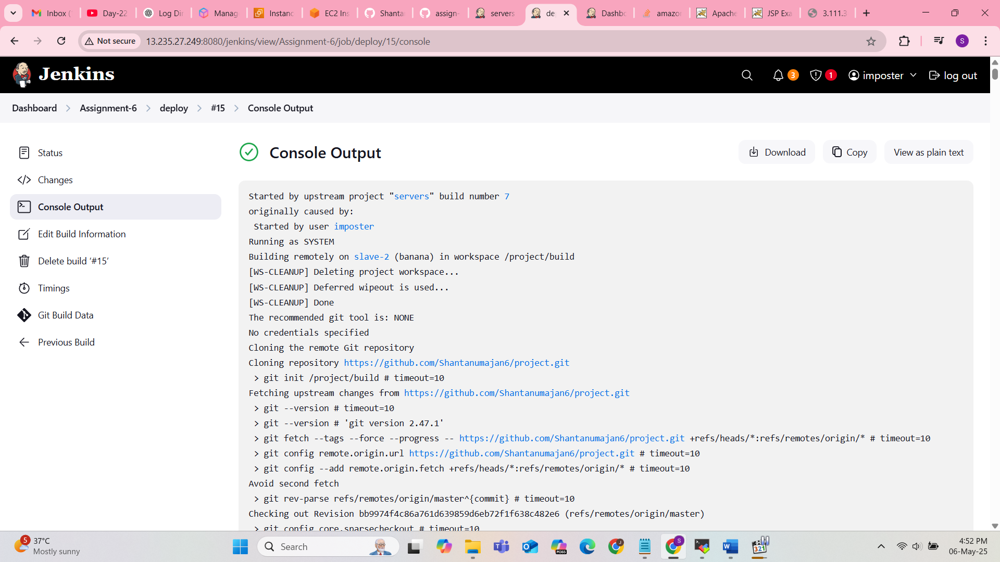 Inbox (
Day-22
Log Di
Manag
Instanc
EC2 Ins
Shanta
assign-
servers
de
Dashbo
amazo
Apache
JSP Exa
3.111.3
Not secure
13.235.27.249:8080/jenkins/view/Assignment-6/job/deploy/15/console
S
Jenkins
3
1
imposter
log out
Dashboard
Assignment-6
deploy
#15
Console Output
Status
Changes
Console Output
Edit Build Information
Delete build ‘#15’
Timings
Git Build Data
Previous Build
Console Output
Download
Copy
View as plain text
Started by upstream project "servers" build number 7
originally caused by:
Started by user imposter
Running as SYSTEM
Building remotely on slave-2 (banana) in workspace /project/build
[WS-CLEANUP] Deleting project workspace...
[WS-CLEANUP] Deferred wipeout is used...
[WS-CLEANUP] Done
The recommended git tool is: NONE
No credentials specified
Cloning the remote Git repository
Cloning repository https://github.com/Shantanumajan6/project.git
> git init /project/build # timeout=10
Fetching upstream changes from https://github.com/Shantanumajan6/project.git
> git --version # timeout=10
> git --version # 'git version 2.47.1'
> git fetch --tags --force --progress -- https://github.com/Shantanumajan6/project.git +refs/heads/*:refs/remotes/origin/* # timeout=10
> git config remote.origin.url https://github.com/Shantanumajan6/project.git # timeout=10
> git config --add remote.origin.fetch +refs/heads/*:refs/remotes/origin/* # timeout=10
Avoid second fetch
> git rev-parse refs/remotes/origin/master^{commit} # timeout=10
Checking out Revision bb9974f4c86a761d639859d6eb72f1f638c482e6 (refs/remotes/origin/master)
> git config core.sparsecheckout # timeout=10
5
37°C
Mostly sunny
Search
M365
J
S
321
4:52 PM
06-May-25